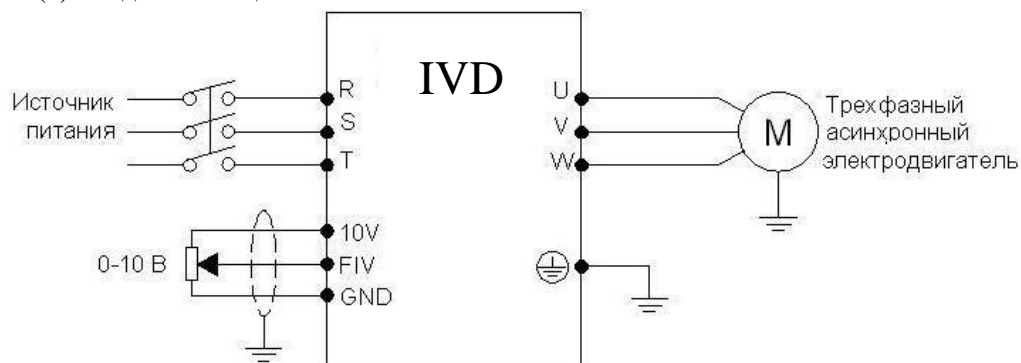 IVD
Источник
питания
R
S
T
U
V
W
M
Трехфазный
асинхронный
электродвигатель
0-10 В
10V
FIV
GND